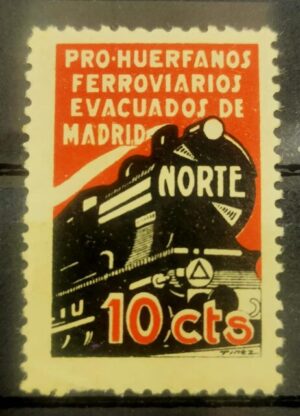 PRO-HUERFANOS
FERROVIARIOS
EVACUADOS DE
MADRID
NORTE
10 cts